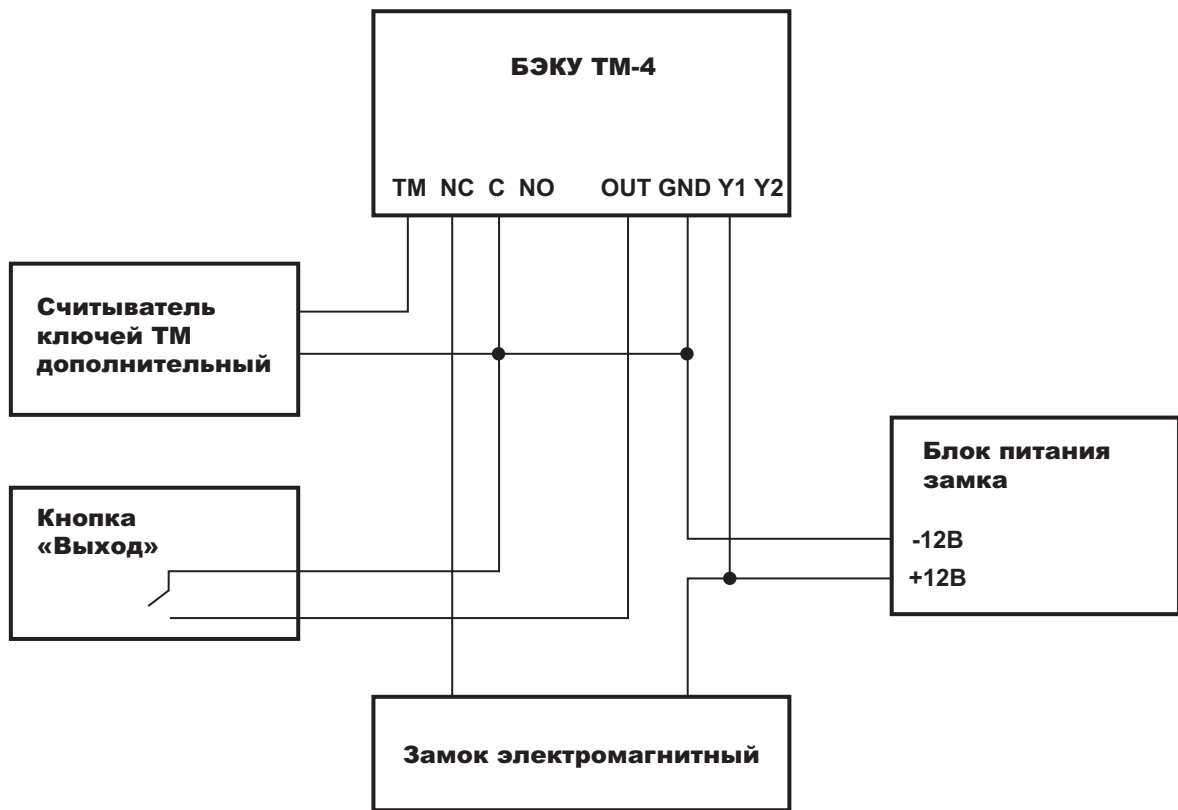 БЭКУ ТМ-4
TM NC C NO OUT GND Y1 Y2
Считыватель
ключей ТМ
дополнительный
Блок питания
замка
-12В
+12В
Кнопка
«Выход»
Замок электромагнитный